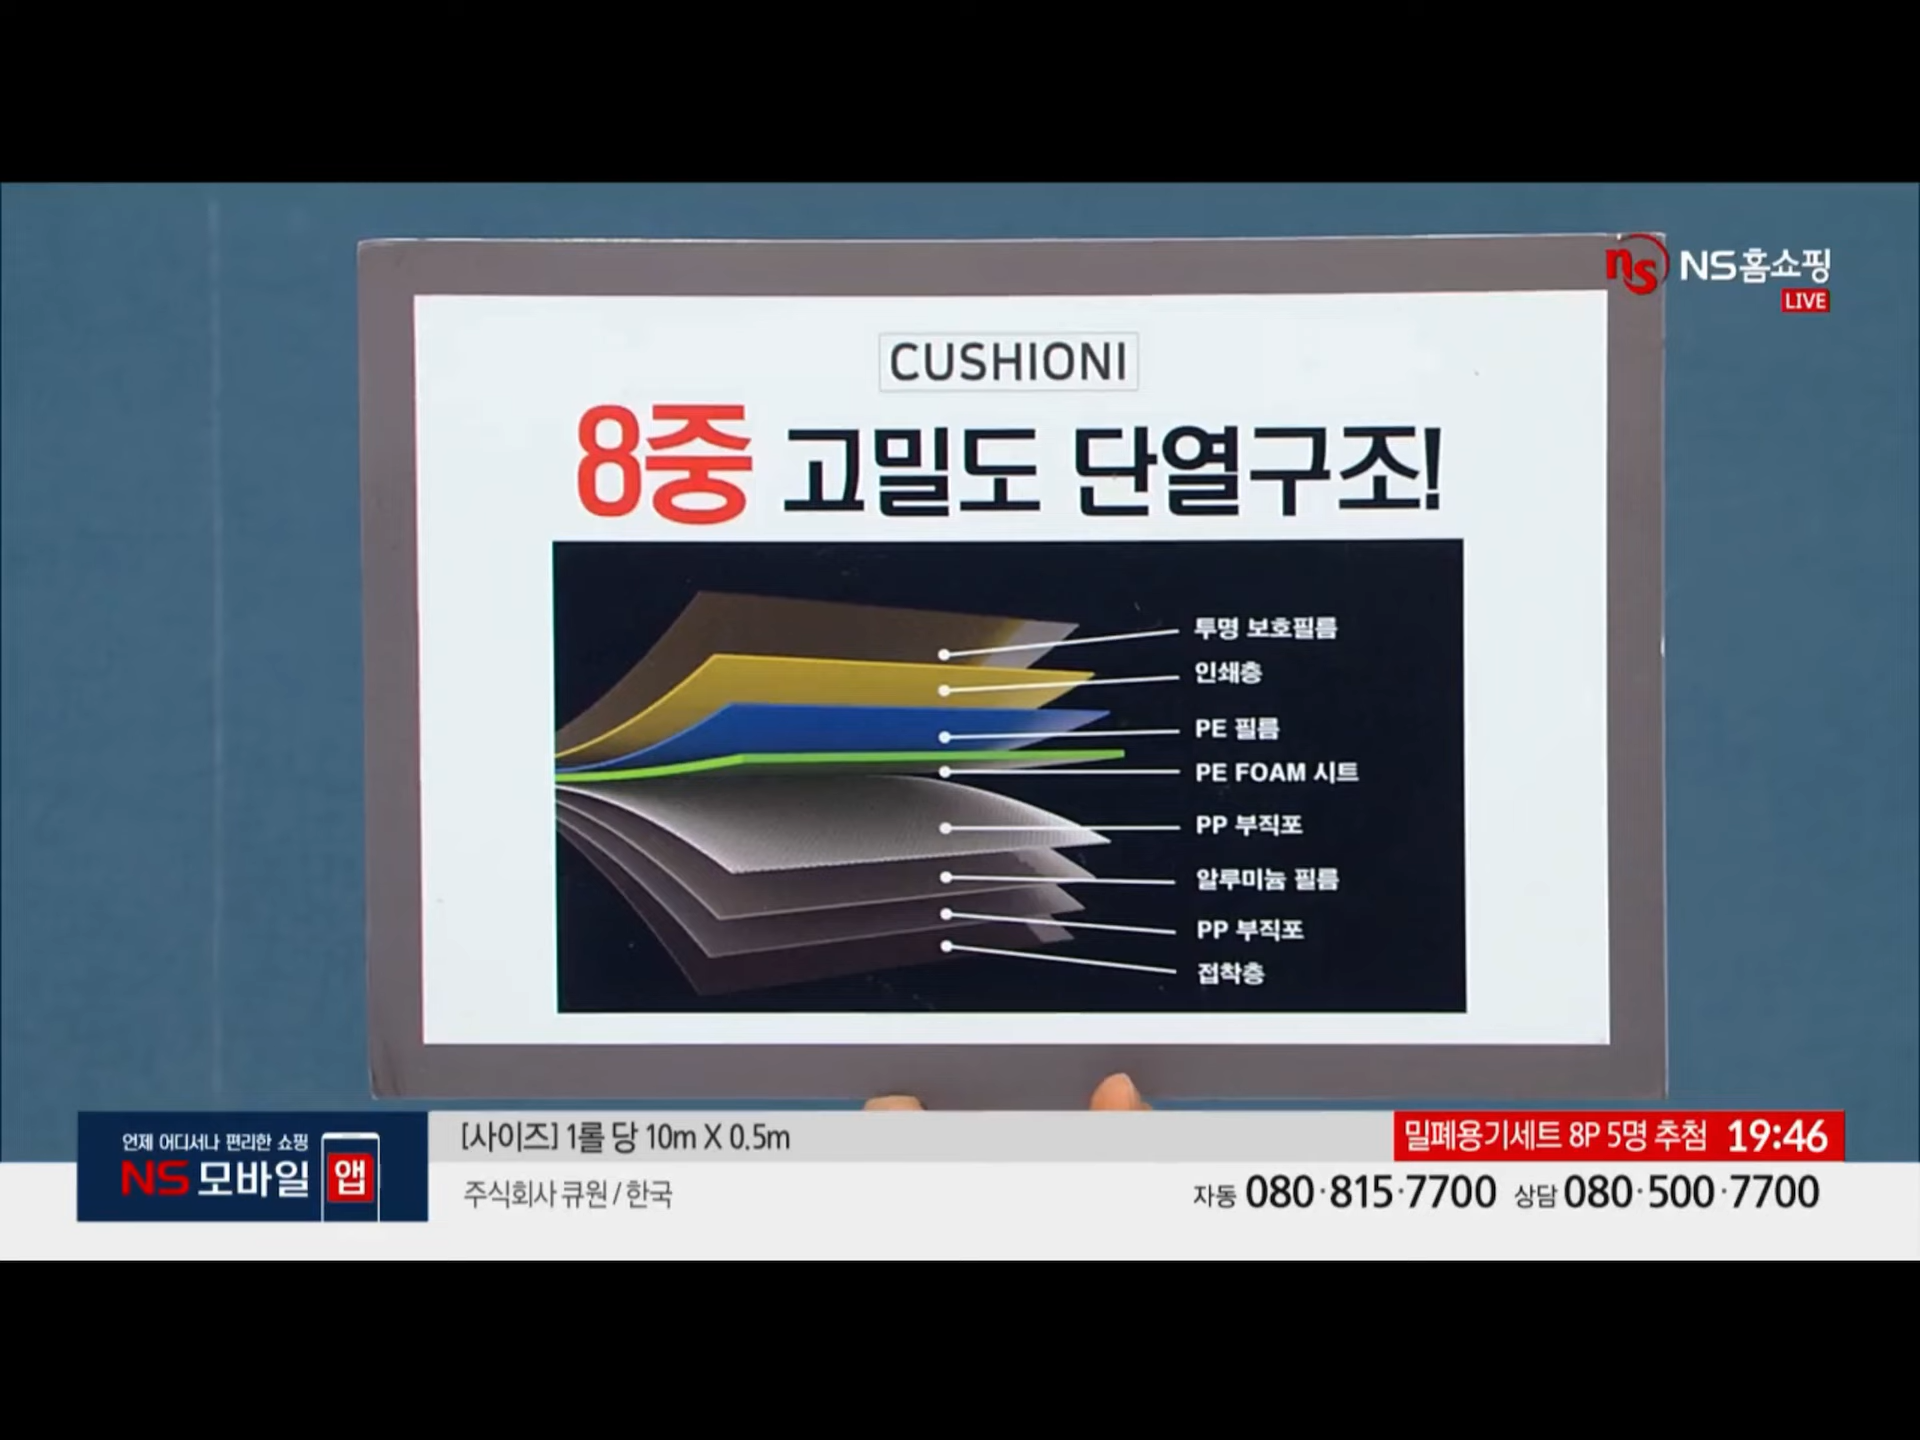 ns NS홈쇼핑
LIVE
CUSHIONI
8중 고밀도 단열구조!
투명 보호필름
인쇄층
PE 필름
PE FOAM 시트
PP 부직포
알루미늄 필름
PP 부직포
접착층
언제 어디서나 편리한 쇼핑
NS 모바일 앱
[사이즈] 1롤 당 10m X 0.5m
주식회사 큐원 / 한국
밀폐용기세트 8P 5명 추첨 19:46
자동 080·815·7700 상담 080·500·7700